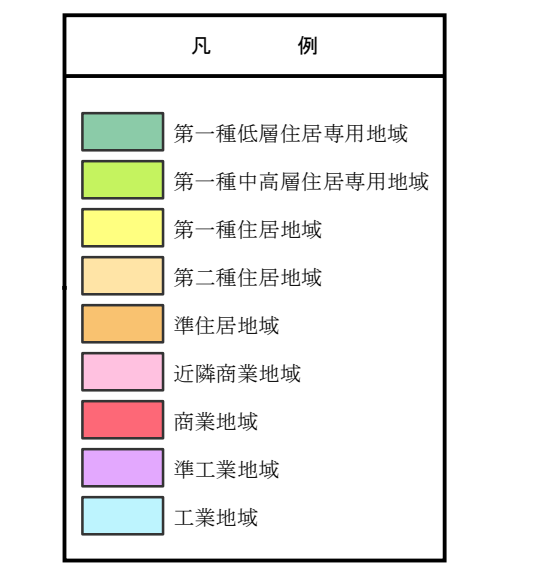 凡　例
第一種低層住居専用地域
第一種中高層住居専用地域
第一種住居地域
第二種住居地域
準住居地域
近隣商業地域
商業地域
準工業地域
工業地域